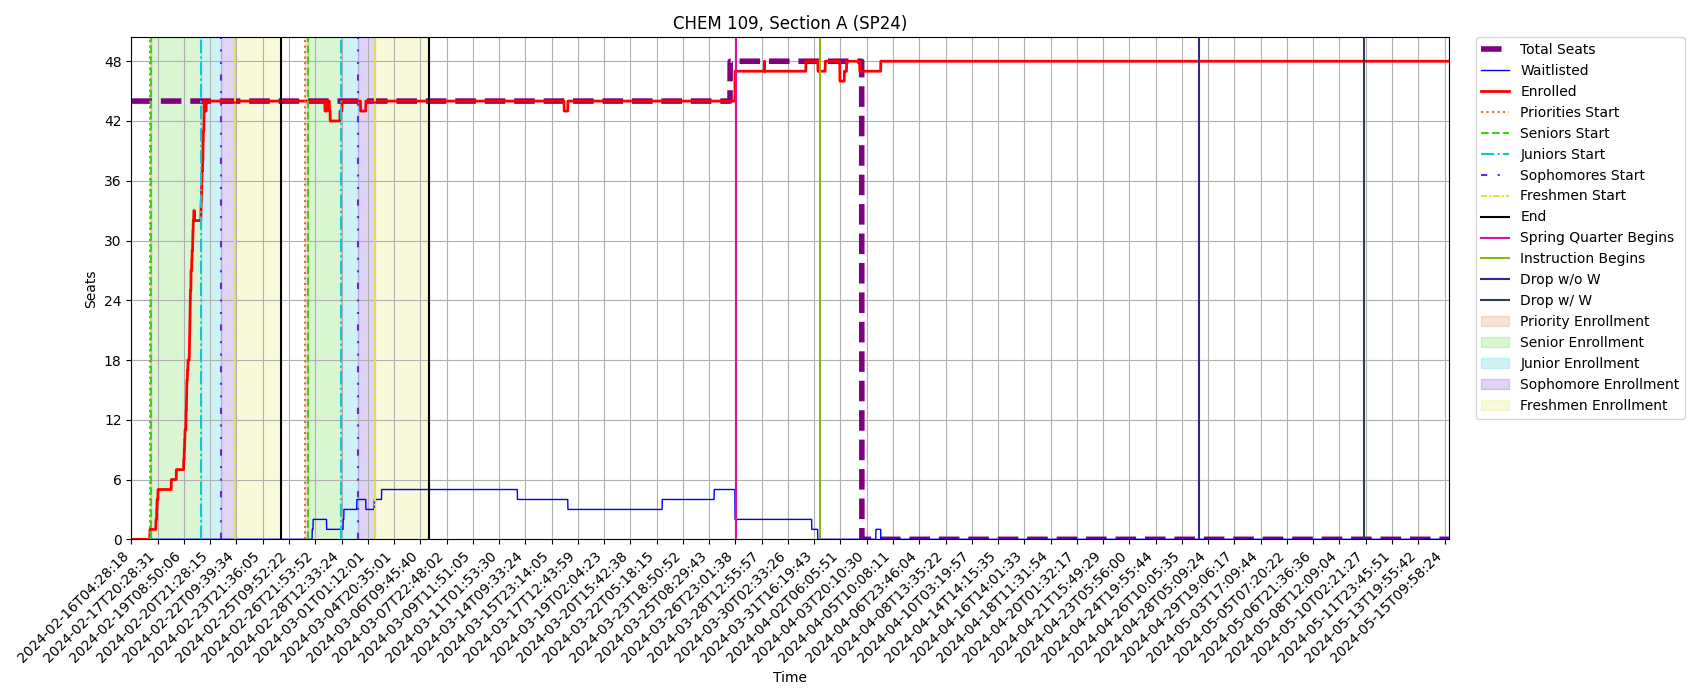 CHEM 109, Section A (SP24)
Seats
48
42
36
30
24
18
12
6
0
2024-02-16T04:28:18
2024-02-17T20:28:31
2024-02-19T08:50:06
2024-02-20T21:28:15
2024-02-22T09:39:34
2024-02-23T21:36:05
2024-02-25T09:52:22
2024-02-26T21:53:52
2024-02-28T12:33:24
2024-03-01T01:12:01
2024-03-04T20:35:01
2024-03-06T09:45:40
2024-03-07T22:48:02
2024-03-09T11:51:05
2024-03-11T21:53:30
2024-03-14T09:33:24
2024-03-15T23:14:05
2024-03-17T12:43:59
2024-03-19T02:04:23
2024-03-20T15:42:38
2024-03-22T05:18:15
2024-03-23T18:50:52
2024-03-25T08:29:43
2024-03-26T23:01:38
2024-03-28T12:55:57
2024-03-30T02:33:26
2024-03-31T16:19:43
2024-04-02T06:05:51
2024-04-03T20:10:30
2024-04-05T10:08:11
2024-04-06T23:46:04
2024-04-08T13:35:22
2024-04-10T03:19:57
2024-04-14T14:15:35
2024-04-16T14:01:33
2024-04-18T11:31:54
2024-04-20T01:32:17
2024-04-21T15:49:29
2024-04-23T05:56:00
2024-04-24T19:55:44
2024-04-26T10:05:35
2024-04-28T05:09:24
2024-04-29T19:06:17
2024-05-03T17:09:44
2024-05-05T07:20:22
2024-05-06T21:36:36
2024-05-08T12:09:04
2024-05-10T02:21:27
2024-05-11T23:45:51
2024-05-13T19:55:42
2024-05-15T09:58:24
Time
Total Seats
Waitlisted
Enrolled
Priorities Start
Seniors Start
Juniors Start
Sophomores Start
Freshmen Start
End
Spring Quarter Begins
Instruction Begins
Drop w/o W
Drop w/ W
Priority Enrollment
Senior Enrollment
Junior Enrollment
Sophomore Enrollment
Freshmen Enrollment